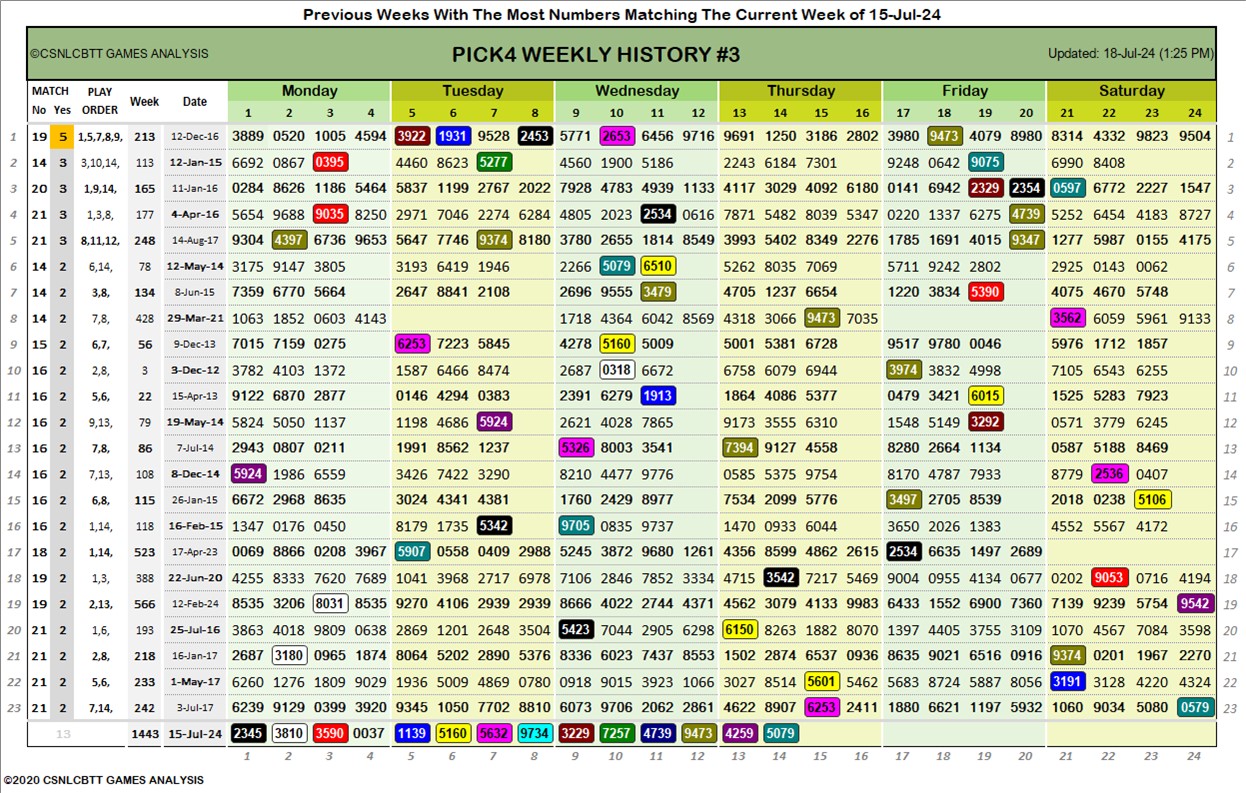 Previous Weeks With The Most Numbers Matching The Current Week of 15-Jul-24
©CSNLCBTT GAMES ANALYSIS PICK4 WEEKLY HISTORY #3 Updated: 18-Jul-24 (1:25 PM)
MATCH PLAY Week Date Monday Tuesday Wednesday Thursday Friday Saturday
No Yes ORDER 1 2 3 4 5 6 7 8 9 10 11 12 13 14 15 16 17 18 19 20 21 22 23 24
1 19 5 1,5,7,8,9, 213 12-Dec-16 3889 0520 1005 4594 3922 1931 9528 2453 5771 2653 6456 9716 9691 1250 3186 2802 3980 9473 4079 8980 8314 4332 9823 9504 1
2 14 3 3,10,14, 113 12-Jan-15 6692 0867 0395 4460 8623 5277 4560 1900 5186 2243 6184 7301 9248 0642 9075 6990 8408 2
3 20 3 1,9,14, 165 11-Jan-16 0284 8626 1186 5464 5837 1199 2767 2022 7928 4783 4939 1133 4117 3029 4092 6180 0141 6942 2329 2354 0597 6772 2227 1547 3
4 21 3 1,3,8, 177 4-Apr-16 5654 9688 9035 8250 2971 7046 2274 6284 4805 2023 2534 0616 7871 5482 8039 5347 0220 1337 6275 4739 5252 6454 4183 8727 4
5 21 3 8,11,12, 248 14-Aug-17 9304 4397 6736 9653 5647 7746 9374 8180 3780 2655 1814 8549 3993 5402 8349 2276 1785 1691 4015 9347 1277 5987 0155 4175 5
6 14 2 6,14, 78 12-May-14 3175 9147 3805 3193 6419 1946 2266 5079 6510 5262 8035 7069 5711 9242 2802 2925 0143 0062 6
7 14 2 3,8, 134 8-Jun-15 7359 6770 5664 2647 8841 2108 2696 9555 3479 4705 1237 6654 1220 3834 5390 4075 4670 5748 7
8 14 2 7,8, 428 29-Mar-21 1063 1852 0603 4143 1718 4364 6042 8569 4318 3066 9473 7035 3562 6059 5961 9133 8
9 15 2 6,7, 56 9-Dec-13 7015 7159 0275 6253 7223 5845 4278 5160 5009 5001 5381 6728 9517 9780 0046 5976 1712 1857 9
10 16 2 2,8, 3 3-Dec-12 3782 4103 1372 1587 6466 8474 2687 0318 6672 6758 6079 6944 3974 3832 4998 7105 6543 6255 10
11 16 2 5,6, 22 15-Apr-13 9122 6870 2877 0146 4294 0383 2391 6279 1913 1864 4086 5377 0479 3421 6015 1525 5283 7923 11
12 16 2 9,13, 79 19-May-14 5824 5050 1137 1198 4686 5924 2621 4028 7865 9173 3555 6310 1548 5149 3292 0571 3779 6245 12
13 16 2 7,8, 86 7-Jul-14 2943 0807 0211 1991 8562 1237 5326 8003 3541 7394 9127 4558 8280 2664 1134 0587 5188 8469 13
14 16 2 7,13, 108 8-Dec-14 5924 1986 6559 3426 7422 3290 8210 4477 9776 0585 5375 9754 8170 4787 7933 8779 2536 0407 14
15 16 2 6,8, 115 26-Jan-15 6672 2968 8635 3024 4341 4381 1760 2429 8977 7534 2099 5776 3497 2705 8539 2018 0238 5106 15
16 16 2 1,14, 118 16-Feb-15 1347 0176 0450 8179 1735 5342 9705 0835 9737 1470 0933 6044 3650 2026 1383 4552 5567 4172 16
17 18 2 1,14, 523 17-Apr-23 0069 8866 0208 3967 5907 0558 0409 2988 5245 3872 9680 1261 4356 8599 4862 2615 2534 6635 1497 2689 17
18 19 2 1,3, 388 22-Jun-20 4255 8333 7620 7689 1041 3968 2717 6978 7106 2846 7852 3334 4715 3542 7217 5469 9004 0955 4134 0677 0202 9053 0716 4194 18
19 19 2 2,13, 566 12-Feb-24 8535 3206 8031 8535 9270 4106 2700 2939 8666 4022 2744 4371 4562 3079 4133 9983 6433 1552 6900 7360 7139 9239 5754 9542 19
20 21 2 1,6, 193 25-Jul-16 3863 4018 9809 0638 2869 1201 2648 3504 5423 7044 2905 6298 6150 8263 1882 8070 1397 4405 3755 3109 1070 4567 7084 3598 20
21 21 2 2,8, 218 16-Jan-17 2687 3180 0965 1874 8064 5202 2890 5376 8336 6023 7437 8553 1502 2874 6537 0936 8635 9021 6516 0916 9374 0201 1967 2270 21
22 21 2 5,6, 233 1-May-17 6260 1276 1809 9044 1936 5009 4869 0780 0918 9015 3923 1066 3027 8514 5601 5462 5683 8724 5887 8056 3191 3128 4220 4324 22
23 21 2 7,14, 242 3-Jul-17 6239 9129 0399 3920 9345 1050 7702 8810 6073 9706 2062 2861 4622 8907 6253 2411 1880 6621 1197 5932 1060 9034 5080 0579 23
13 1443 15-Jul-24 2345 3810 3590 0037 1139 5160 5632 9734 3229 7257 4739 9473 4259 5079
1 2 3 4 5 6 7 8 9 10 11 12 13 14 15 16 17 18 19 20 21 22 23 24
©2020 CSNLCBTT GAMES ANALYSIS